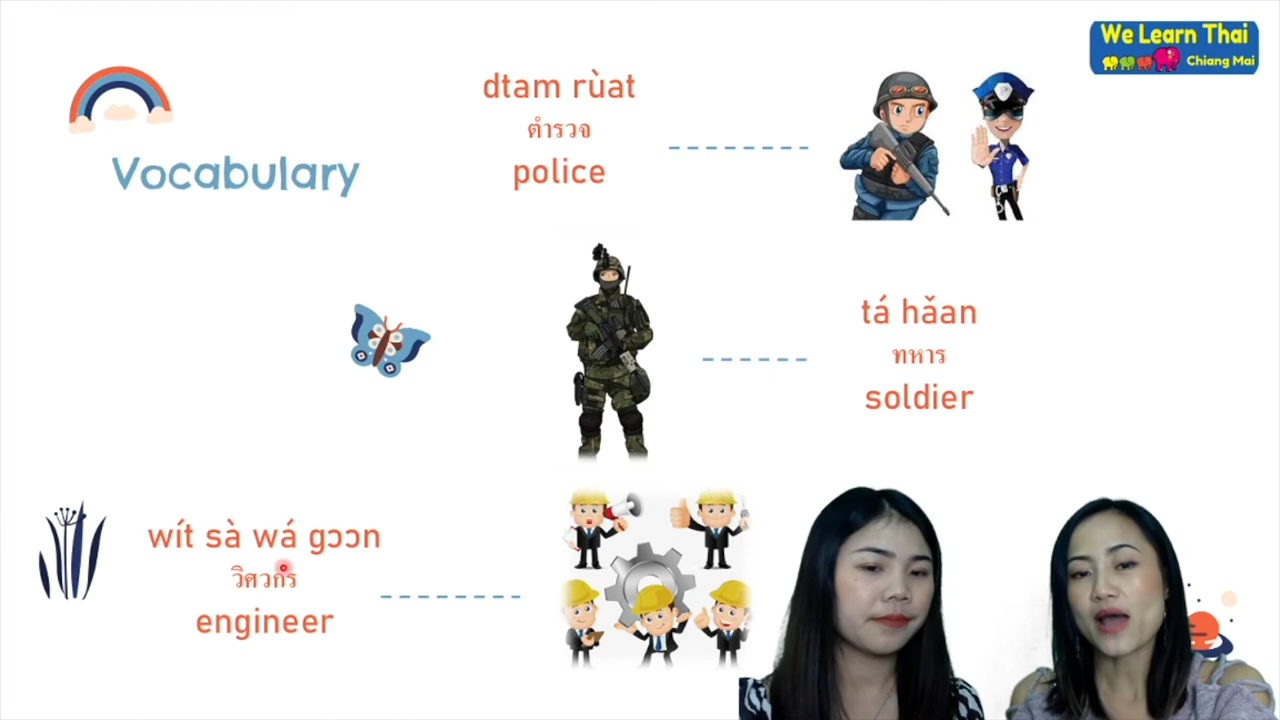 We Learn Thai
Chiang Mai
Vocabulary
dtam rùat
ตำรวจ
police
tá hǎan
ทหาร
soldier
wít sà wá gɔɔn
วิศวกร
engineer